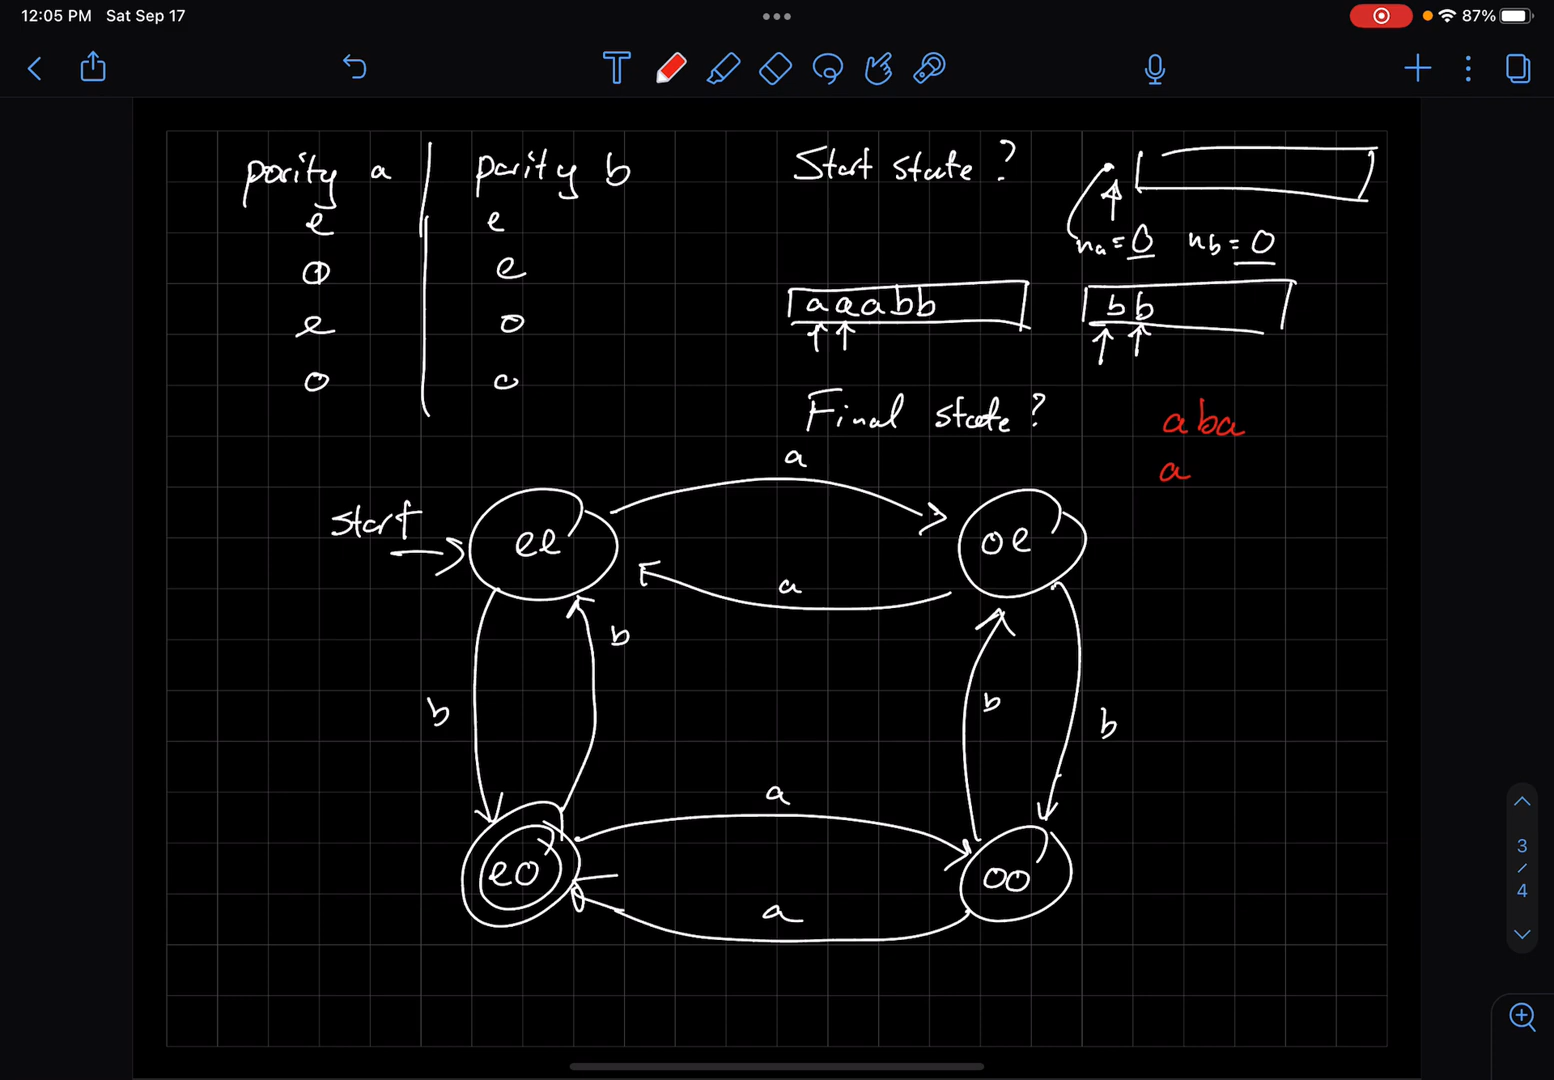 12:05 PM Sat Sep 17
87%
T
parity a parity b
e e
o e
e o
o o
Start state ?
na = 0 nb = 0
aaabb
bb
Final state ?
aba
a
start
ee
a
oe
a
b
b
b
b
eo
a
oo
a
3
/
4